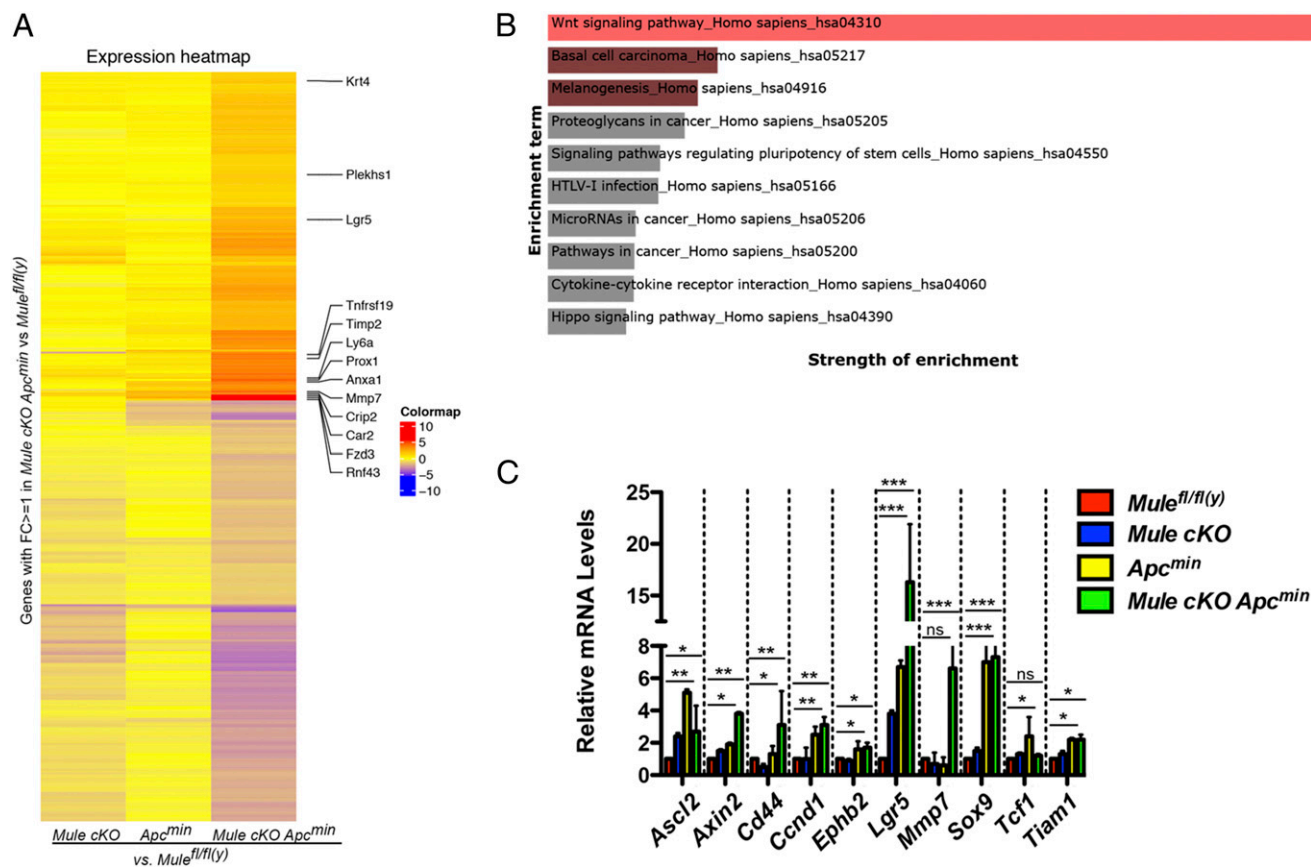 A
Expression heatmap
Genes with FC>=1 in Mule cKO Apcmin vs Mulefl/fl(y)
Krt4
Plekhs1
Lgr5
Tnfrsf19
Timp2
Ly6a
Prox1
Anxa1
Mmp7
Crip2
Car2
Fzd3
Rnf43
Colormap
10
5
0
−5
−10
Mule cKO Apcmin Mule cKO Apcmin
vs. Mulefl/fl(y)
B
Enrichment term
Wnt signaling pathway_Homo sapiens_hsa04310
Basal cell carcinoma_Homo sapiens_hsa05217
Melanogenesis_Homo sapiens_hsa04916
Proteoglycans in cancer_Homo sapiens_hsa05205
Signaling pathways regulating pluripotency of stem cells_Homo sapiens_hsa04550
HTLV-I infection_Homo sapiens_hsa05166
MicroRNAs in cancer_Homo sapiens_hsa05206
Pathways in cancer_Homo sapiens_hsa05200
Cytokine-cytokine receptor interaction_Homo sapiens_hsa04060
Hippo signaling pathway_Homo sapiens_hsa04390
Strength of enrichment
C
Relative mRNA Levels
25
20
15
8
6
4
2
0
* ** ** ** * *** *** *** ns *
** * * ** * *** ns *** * *
Ascl2 Axin2 Cd44 Ccnd1 Ephb2 Lgr5 Mmp7 Sox9 Tcf1 Tiam1
Mulefl/fl(y)
Mule cKO
Apcmin
Mule cKO Apcmin